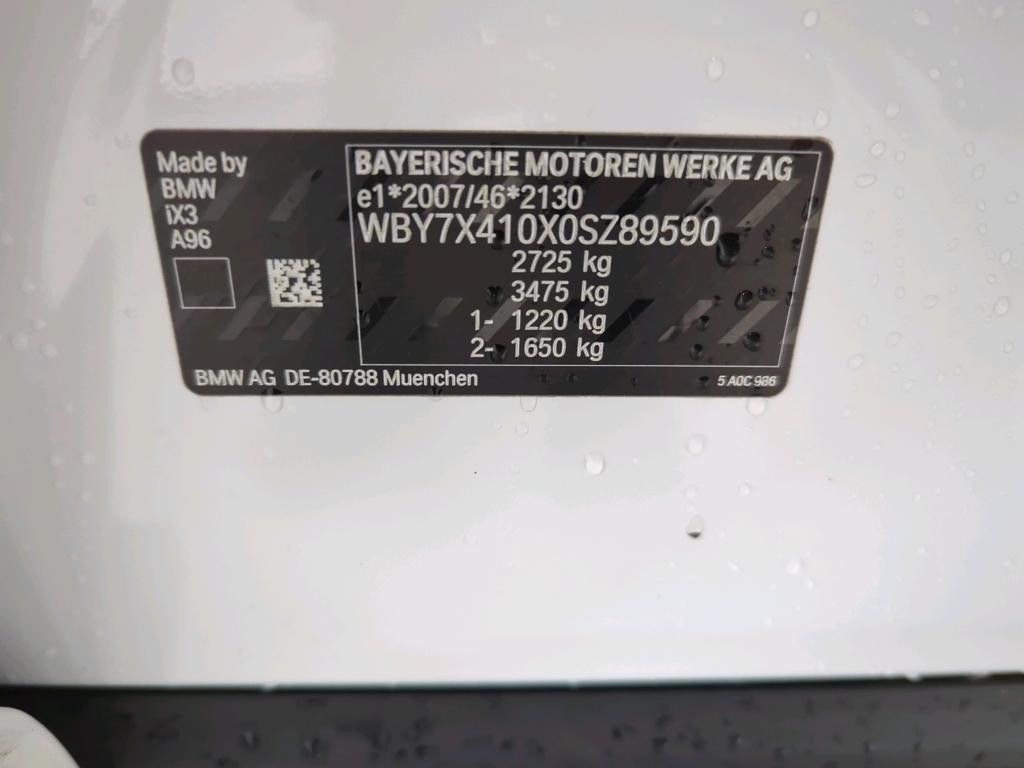 Made by
BMW
iX3
A96
BAYERISCHE MOTOREN WERKE AG
e1*2007/46*2130
WBY7X410X0SZ89590
2725 kg
3475 kg
1- 1220 kg
2- 1650 kg
BMW AG DE-80788 Muenchen
5 A0C 986